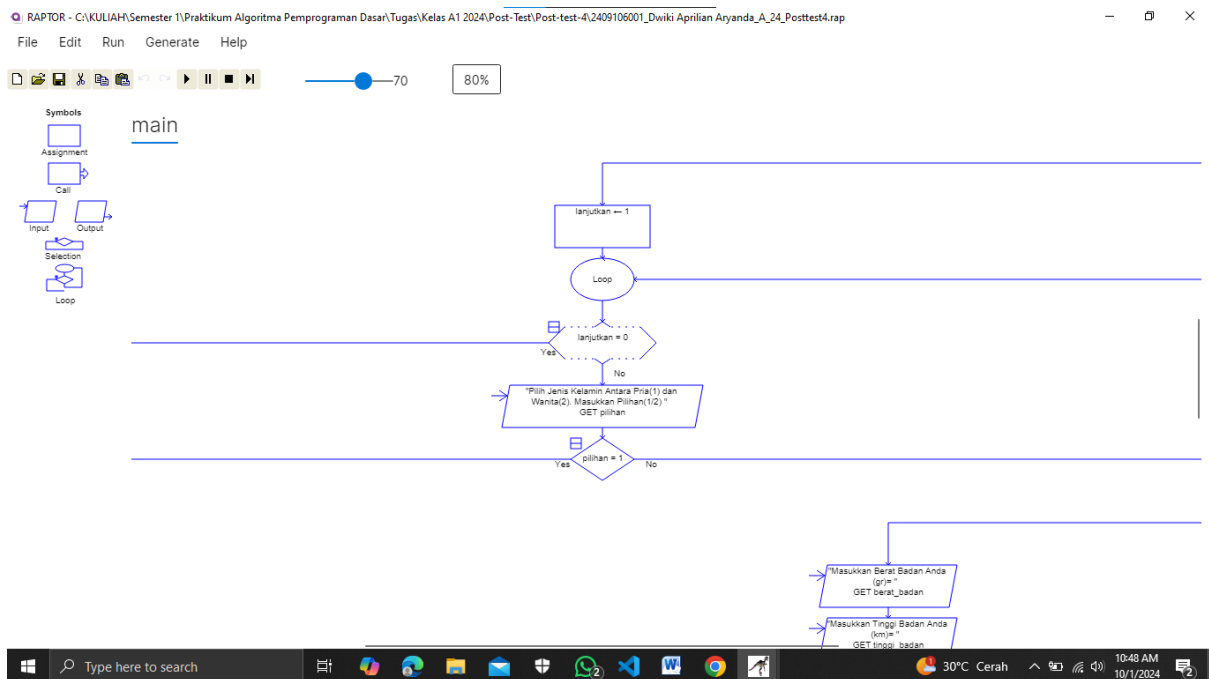 RAPTOR - C:\KULIAH\Semester 1\Praktikum Algoritma Pemprograman Dasar\Tugas\Kelas A1 2024\Post-Test\Post-test-4\2409106001_Dwiki Aprilian Aryanda_A_24_Posttest4.rap
File Edit Run Generate Help
70
80%
Symbols
Assignment
Call
Input Output
Selection
Loop
main
lanjutkan ← 1
Loop
lanjutkan = 0
Yes
No
"Pilih Jenis Kelamin Antara Pria(1) dan
Wanita(2). Masukkan Pilihan(1/2) "
GET pilihan
pilihan = 1
Yes
No
"Masukkan Berat Badan Anda
(gr)= "
GET berat_badan
"Masukkan Tinggi Badan Anda
(km)= "
GET tinggi_badan
Type here to search
2
30°C Cerah
10:48 AM
10/1/2024
2